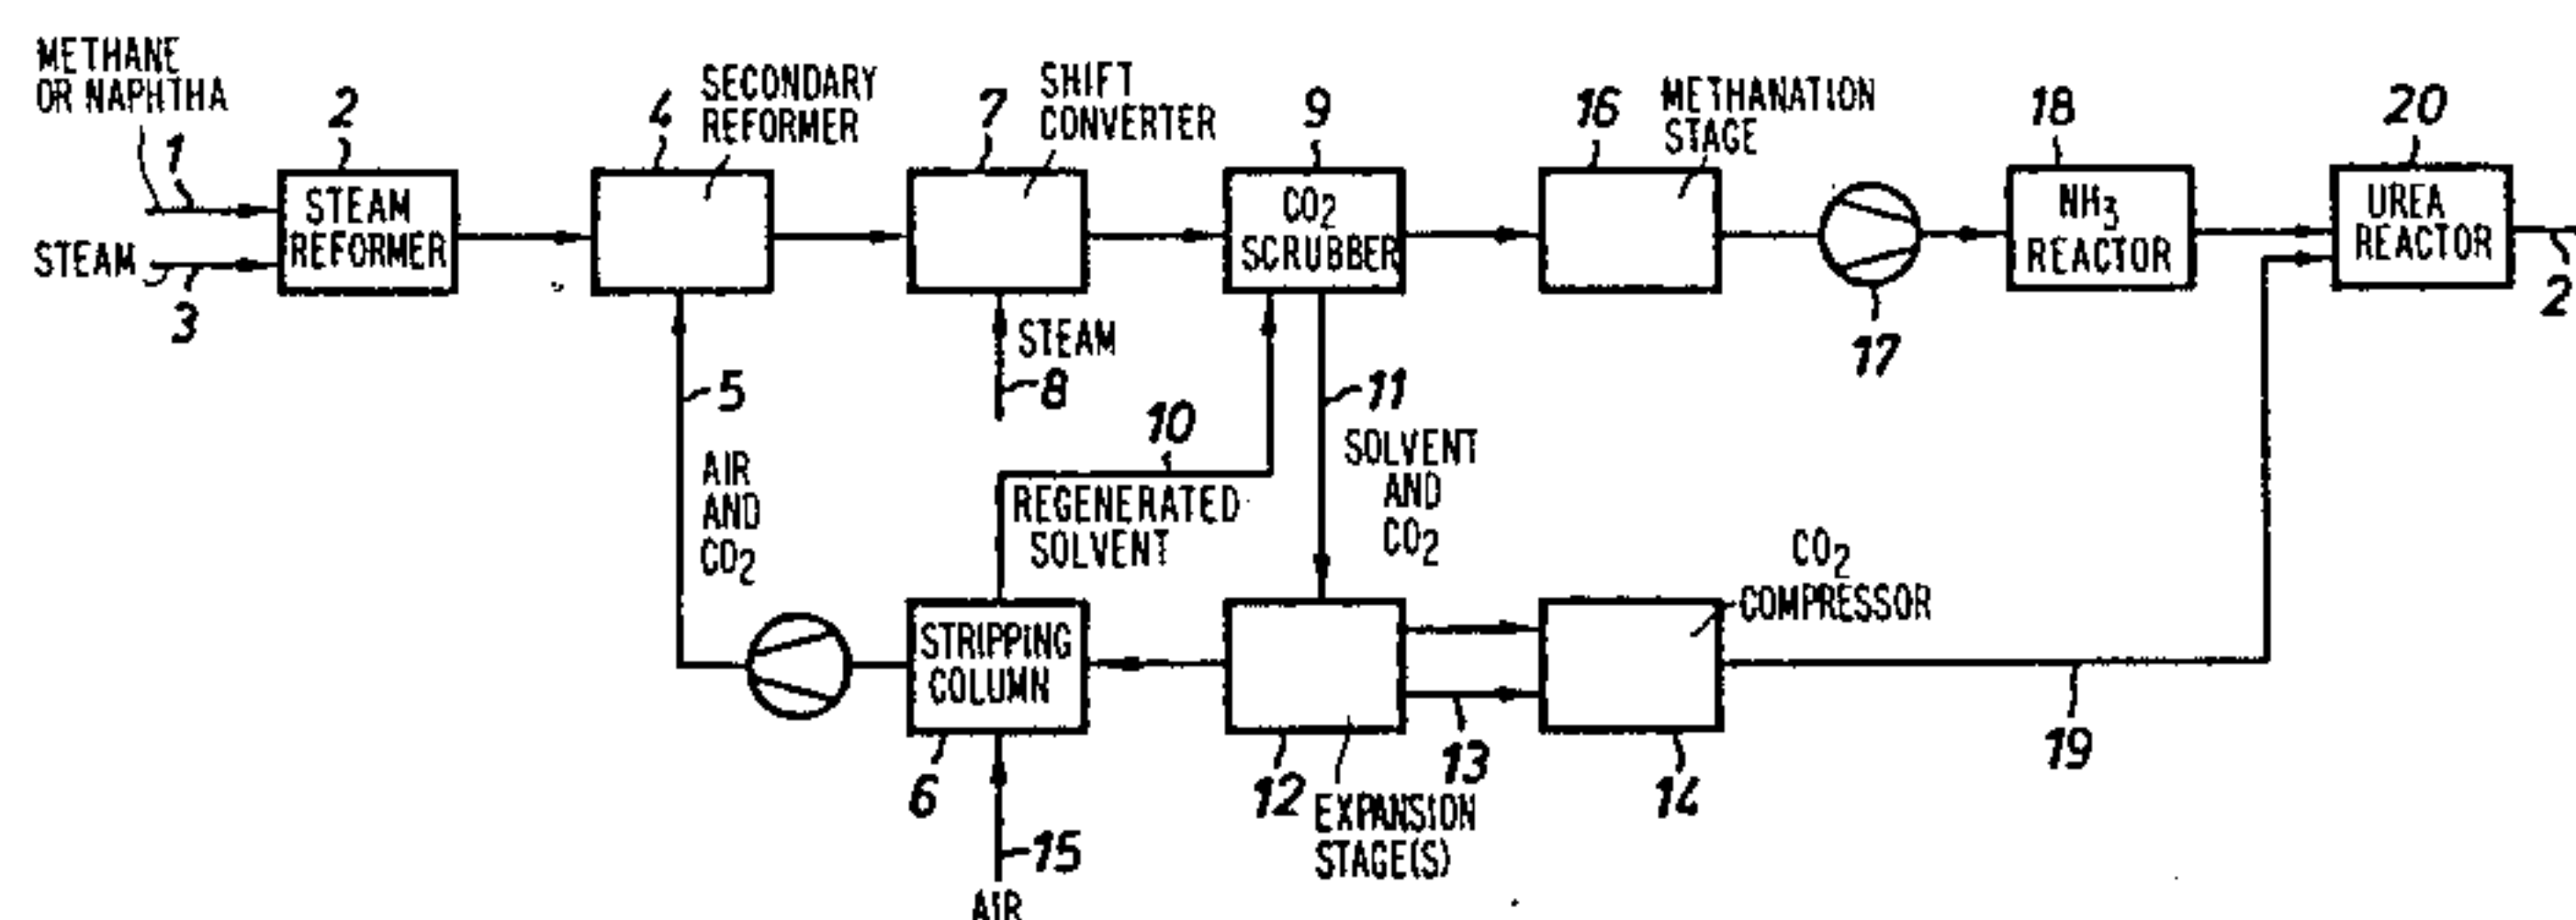 METHANE
OR NAPHTHA
1
STEAM
3
2
STEAM
REFORMER
4
SECONDARY
REFORMER
5
AIR
AND
CO2
7
SHIFT
CONVERTER
STEAM
8
9
CO2
SCRUBBER
10
REGENERATED
SOLVENT
11
SOLVENT
AND
CO2
16
METHANATION
STAGE
17
18
NH3
REACTOR
20
UREA
REACTOR
2
STRIPPING
COLUMN
6
15
AIR
12
EXPANSION
STAGE(S)
13
14
CO2
COMPRESSOR
19